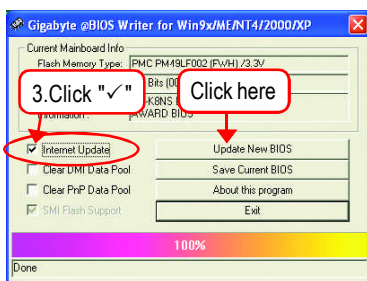 Gigabyte @BIOS Writer for Win9x/ME/NT4/2000/XP
Current Mainboard Info
Flash Memory Type: PMC PM49LF002 (FWH) /3.3V
Bits (00
K8NS
Information : AWARD BIOS
3.Click "✓"
Click here
Internet Update
Update New BIOS
Clear DMI Data Pool
Save Current BIOS
Clear PnP Data Pool
About this program
SMI Flash Support
Exit
100%
Done